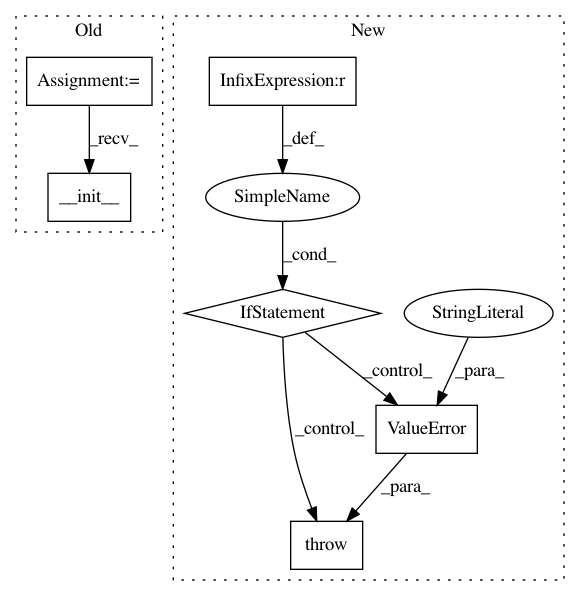 Old
New
Assignment:=
InfixExpression:r
_recv_
_def_
__init__
SimpleName
_cond_
IfStatement
StringLiteral
_control_
_para_
_control_
ValueError
_para_
throw